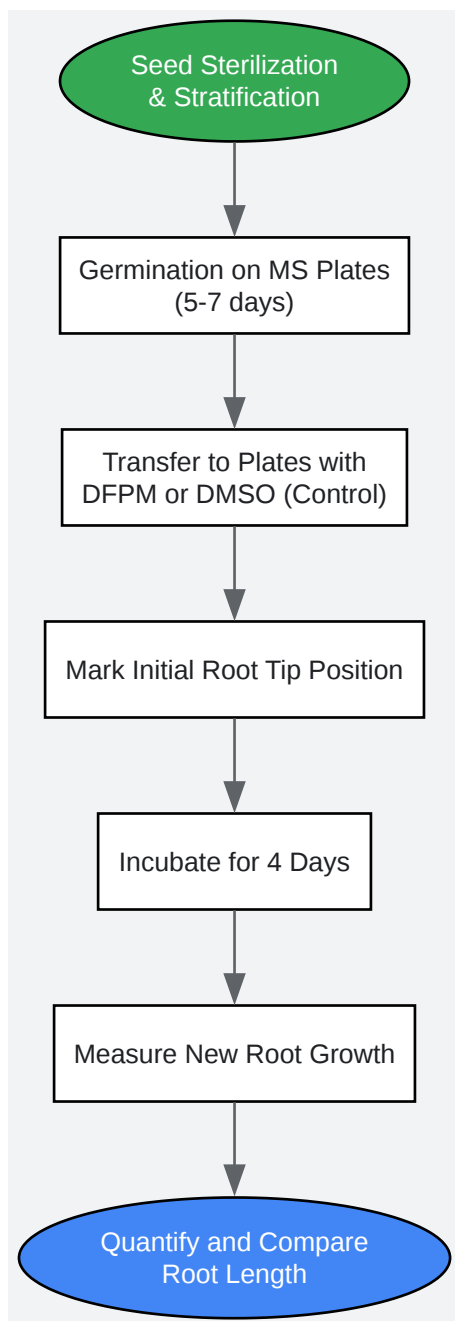 Seed Sterilization
& Stratification
Germination on MS Plates
(5-7 days)
Transfer to Plates with
DFPM or DMSO (Control)
Mark Initial Root Tip Position
Incubate for 4 Days
Measure New Root Growth
Quantify and Compare
Root Length